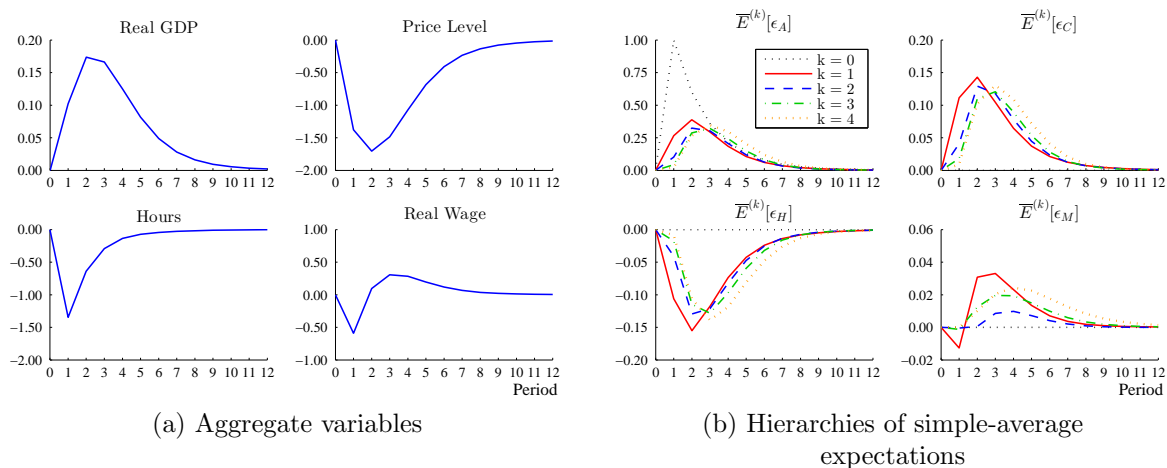 Real GDP
0.20
0.15
0.10
0.05
0.00
0 1 2 3 4 5 6 7 8 9 10 11 12
Price Level
0.00
−0.50
−1.00
−1.50
−2.00
0 1 2 3 4 5 6 7 8 9 10 11 12
Hours
0.00
−0.50
−1.00
−1.50
−2.00
0 1 2 3 4 5 6 7 8 9 10 11 12
Real Wage
1.00
0.50
0.00
−0.50
−1.00
0 1 2 3 4 5 6 7 8 9 10 11 12
Period
(a) Aggregate variables
E̅⁽ᵏ⁾[ϵ_A]
1.00
0.75
0.50
0.25
0.00
0 1 2 3 4 5 6 7 8 9 10 11 12
k = 0
k = 1
k = 2
k = 3
k = 4
E̅⁽ᵏ⁾[ϵ_C]
0.20
0.15
0.10
0.05
0.00
0 1 2 3 4 5 6 7 8 9 10 11 12
E̅⁽ᵏ⁾[ϵ_H]
0.00
−0.05
−0.10
−0.15
−0.20
0 1 2 3 4 5 6 7 8 9 10 11 12
E̅⁽ᵏ⁾[ϵ_M]
0.06
0.04
0.02
0.00
−0.02
0 1 2 3 4 5 6 7 8 9 10 11 12
Period
(b) Hierarchies of simple-average
expectations